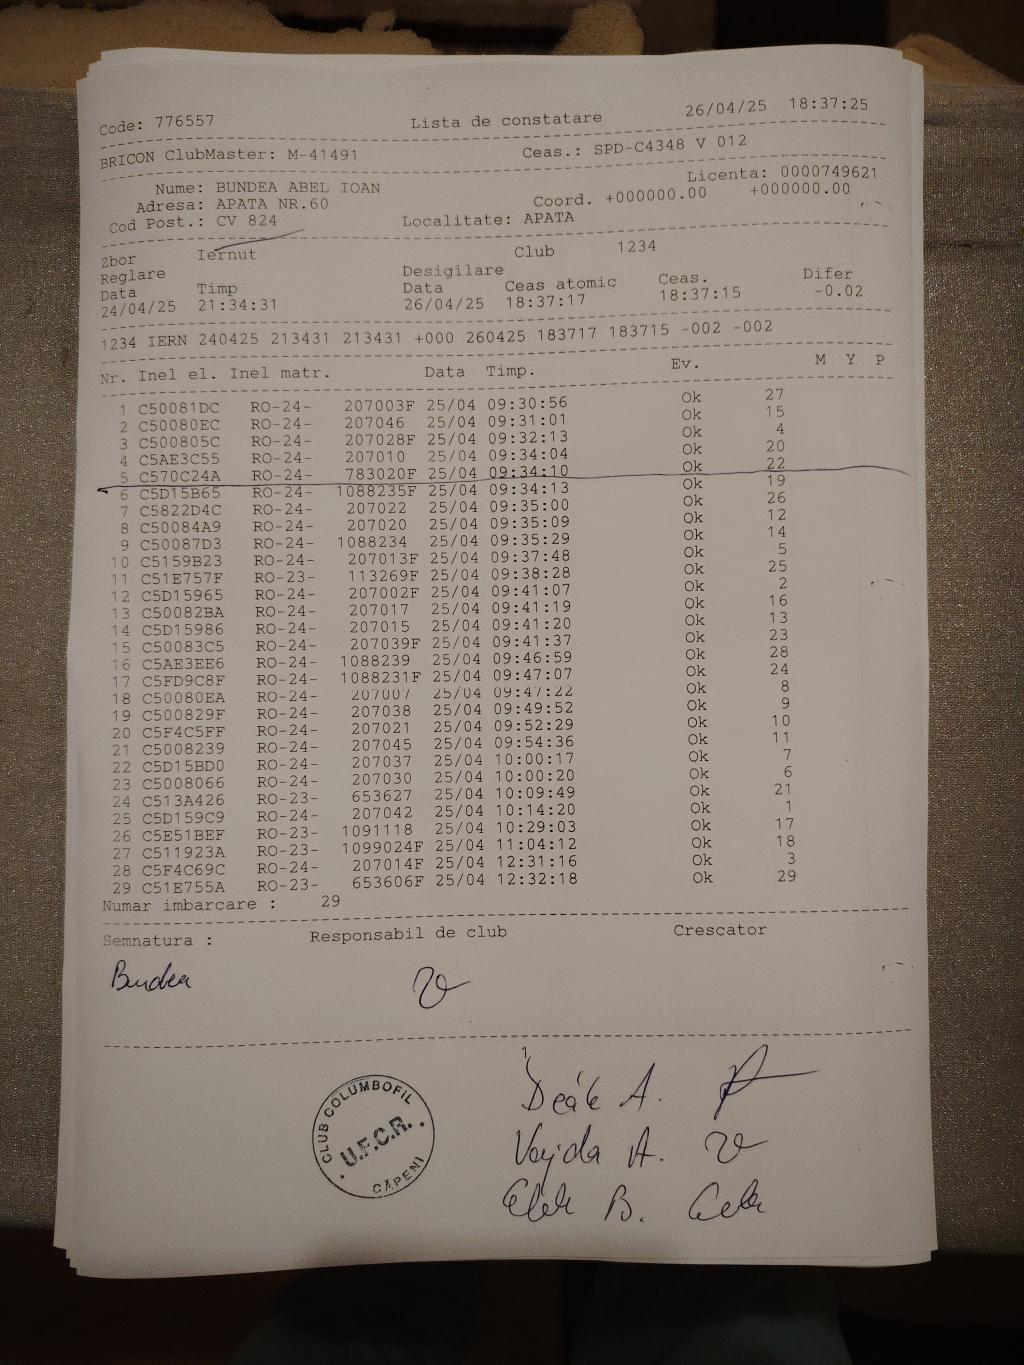 Code: 776557 Lista de constatare 26/04/25 18:37:25
BRICON ClubMaster: M-41491 Ceas.: SPD-C4348 V 012
Licenta: 0000749621
Nume: BUNDEA ABEL IOAN
Adresa: APATA NR.60 Coord. +000000.00 +000000.00
Cod Post.: CV 824 Localitate: APATA
Zbor Iernut Club 1234
Reglare Desigilare
Data Timp Data Ceas atomic Ceas. Difer
24/04/25 21:34:31 26/04/25 18:37:17 18:37:15 -0.02
1234 IERN 240425 213431 213431 +000 260425 183717 183715 -002 -002
Nr. Inel el. Inel matr. Data Timp. Ev. M Y P
1 C50081DC RO-24- 207003F 25/04 09:30:56 Ok 27
2 C50080EC RO-24- 207046 25/04 09:31:01 Ok 15
3 C500805C RO-24- 207028F 25/04 09:32:13 Ok 4
4 C5AE3C55 RO-24- 207010 25/04 09:34:04 Ok 20
5 C570C24A RO-24- 783020F 25/04 09:34:10 Ok 22
6 C5D15B65 RO-24- 1088235F 25/04 09:34:13 Ok 19
7 C5822D4C RO-24- 207022 25/04 09:35:00 Ok 26
8 C50084A9 RO-24- 207020 25/04 09:35:09 Ok 12
9 C50087D3 RO-24- 1088234 25/04 09:35:29 Ok 14
10 C5159B23 RO-24- 207013F 25/04 09:37:48 Ok 5
11 C51E757F RO-23- 113269F 25/04 09:38:28 Ok 25
12 C5D15965 RO-24- 207002F 25/04 09:41:07 Ok 2
13 C50082BA RO-24- 207017 25/04 09:41:19 Ok 16
14 C5D15986 RO-24- 207015 25/04 09:41:20 Ok 13
15 C50083C5 RO-24- 207039F 25/04 09:41:37 Ok 23
16 C5AE3EE6 RO-24- 1088239 25/04 09:46:59 Ok 28
17 C5FD9C8F RO-24- 1088231F 25/04 09:47:07 Ok 24
18 C50080EA RO-24- 207007 25/04 09:47:22 Ok 8
19 C500829F RO-24- 207038 25/04 09:49:52 Ok 9
20 C5F4C5FF RO-24- 207021 25/04 09:52:29 Ok 10
21 C5008239 RO-24- 207045 25/04 09:54:36 Ok 11
22 C5D15BD0 RO-24- 207037 25/04 10:00:17 Ok 7
23 C5008066 RO-24- 207030 25/04 10:00:20 Ok 6
24 C513A426 RO-23- 653627 25/04 10:09:49 Ok 21
25 C5D159C9 RO-24- 207042 25/04 10:14:20 Ok 1
26 C5E51BEF RO-23- 1091118 25/04 10:29:03 Ok 17
27 C511923A RO-23- 1099024F 25/04 11:04:12 Ok 18
28 C5F4C69C RO-24- 207014F 25/04 12:31:16 Ok 3
29 C51E755A RO-23- 653606F 25/04 12:32:18 Ok 29
Numar imbarcare : 29
Semnatura : Responsabil de club Crescator
Bundea
1
Deák A.
Vajda A.
Elek B.
CLUB COLUMBOFIL
U.F.C.R.
CĂPENI